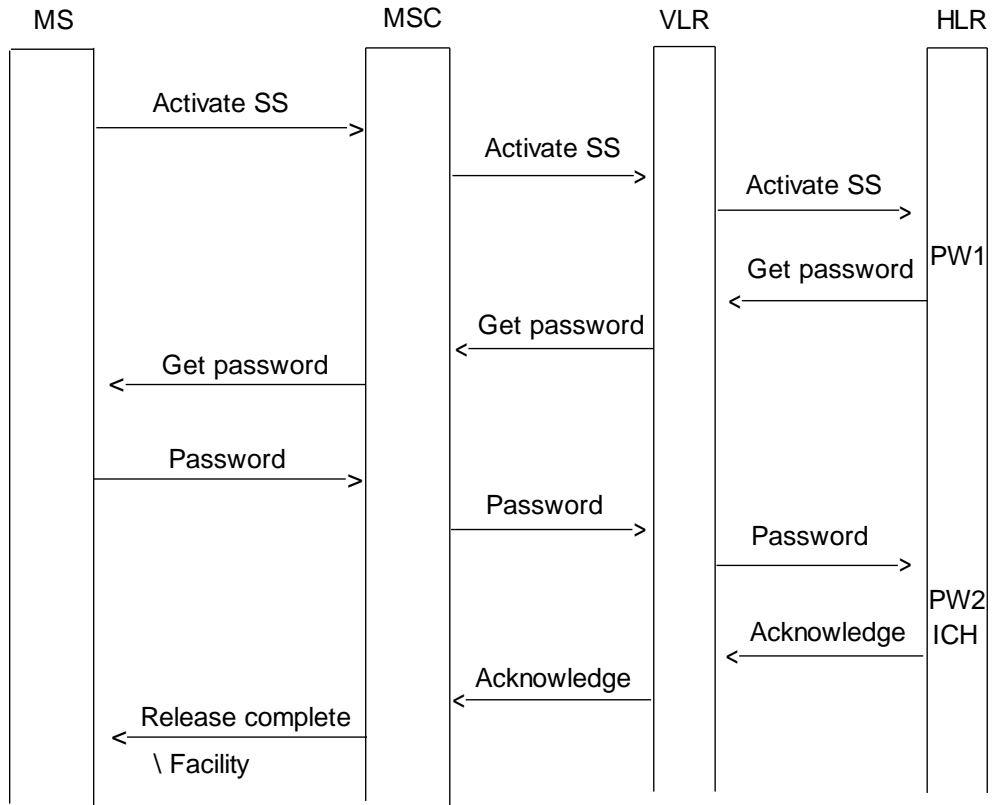 MS MSC VLR HLR
Activate SS
Activate SS
Activate SS
PW1
Get password
Get password
Get password
Password
Password
Password
PW2
Acknowledge ICH
Acknowledge
Release complete
\ Facility